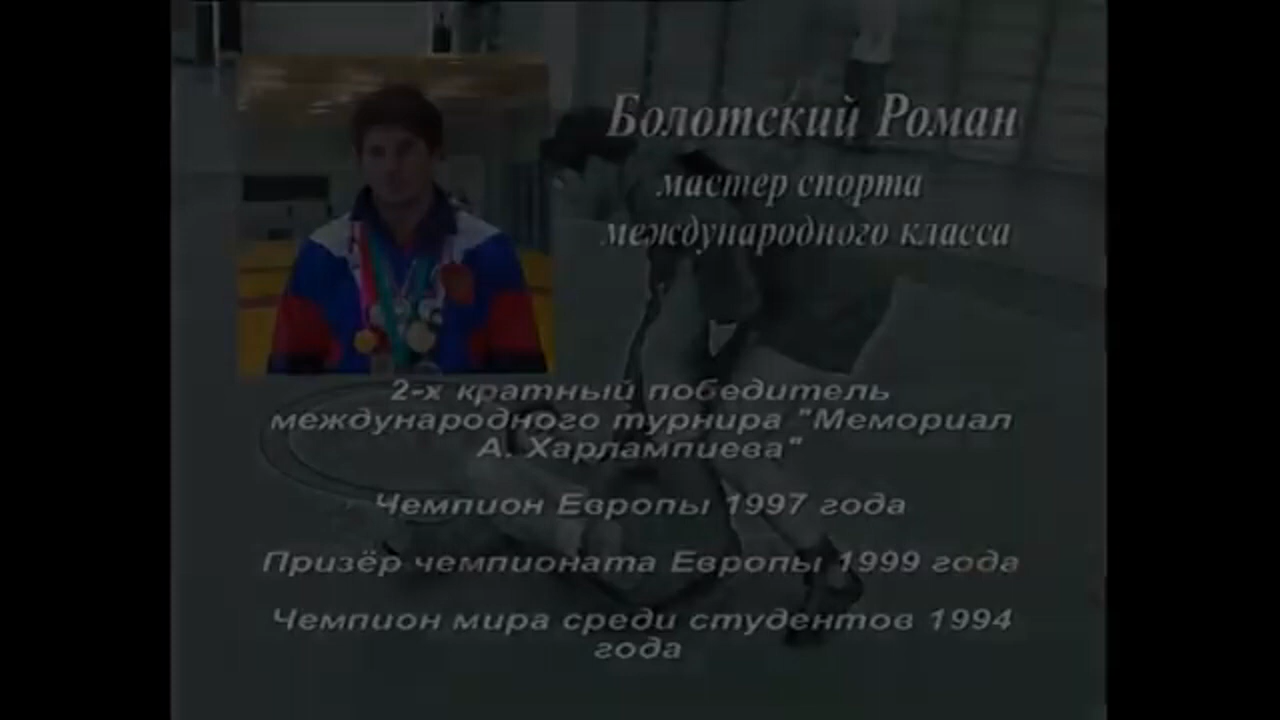 Болотский Роман
мастер спорта
международного класса
2-х кратный победитель
международного турнира "Мемориал
А. Харлампиева"
Чемпион Европы 1997 года
Призёр чемпионата Европы 1999 года
Чемпион мира среди студентов 1994
года